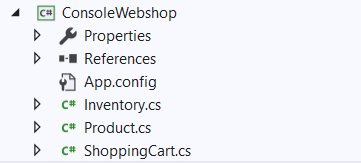 C# ConsoleWebshop
Properties
References
App.config
C# Inventory.cs
C# Product.cs
C# ShoppingCart.cs